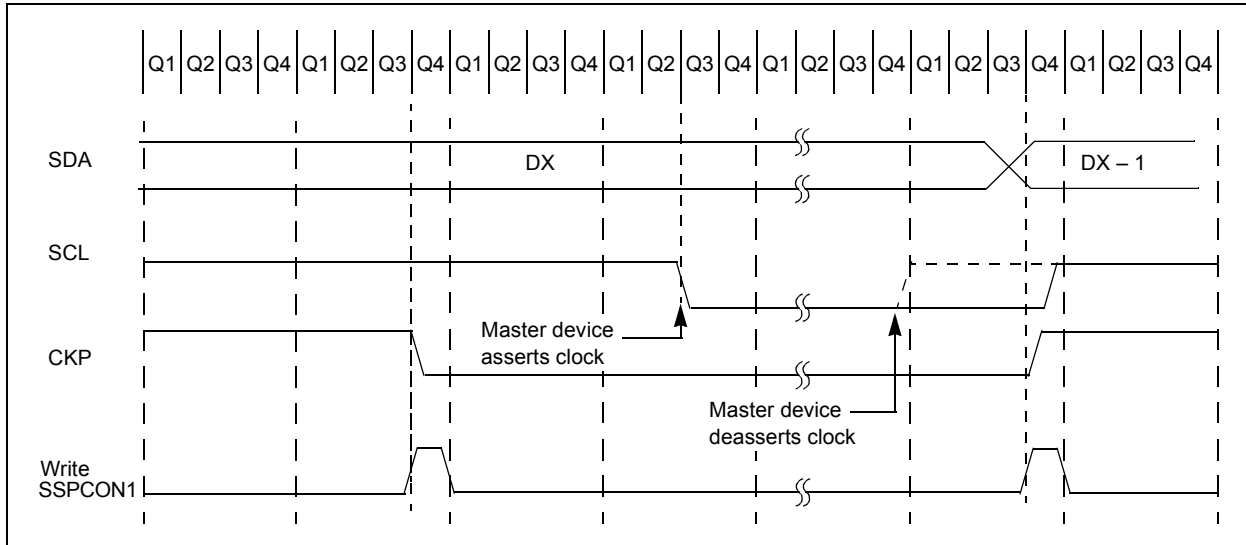 Q1 Q2 Q3 Q4 Q1 Q2 Q3 Q4 Q1 Q2 Q3 Q4 Q1 Q2 Q3 Q4 Q1 Q2 Q3 Q4 Q1 Q2 Q3 Q4 Q1 Q2 Q3 Q4
SDA
DX
DX – 1
SCL
Master device
asserts clock
CKP
Master device
deasserts clock
Write
SSPCON1